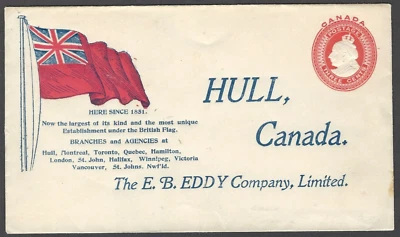 CANADA
POSTAGE
THREE CENTS
HERE SINCE 1851.
Now the largest of its kind and the most unique
Establishment under the British Flag.
BRANCHES and AGENCIES at
Hull, Montreal, Toronto, Quebec, Hamilton,
London, St. John, Halifax, Winnipeg, Victoria
Vancouver, St. Johns. Nwf'ld.
HULL,
Canada.
The E. B. EDDY Company, Limited.